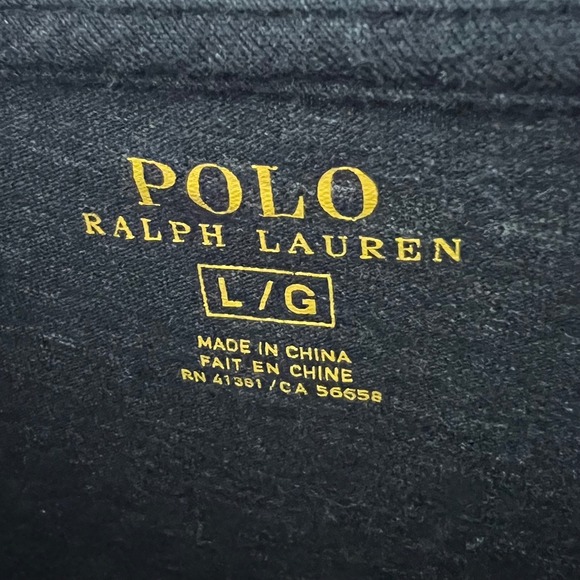 POLO
RALPH LAUREN
L/G
MADE IN CHINA
FAIT EN CHINE
RN 41381/CA 56658